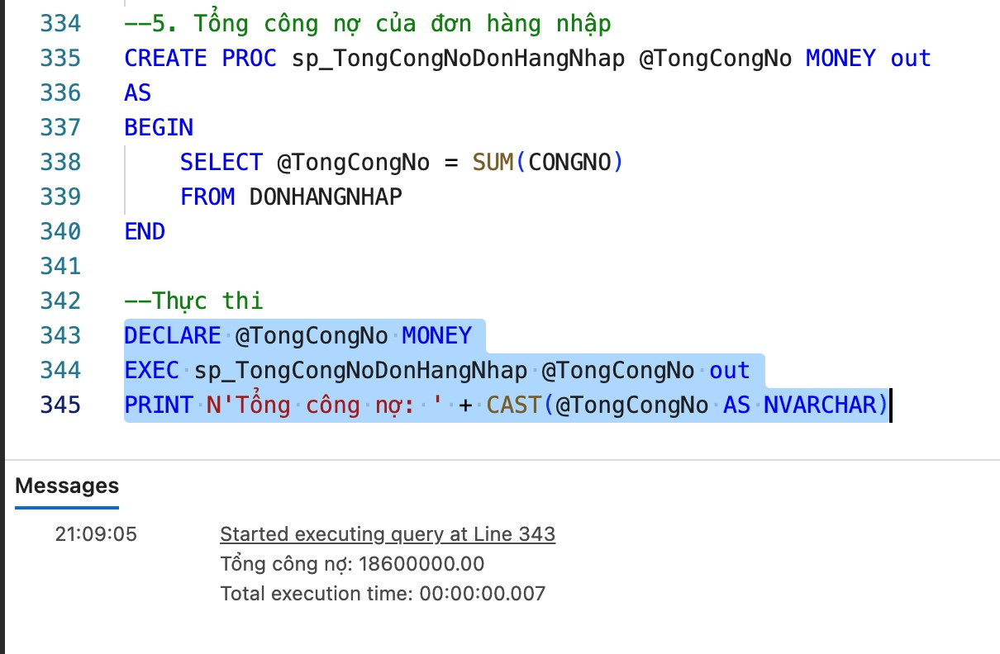 334 --5. Tổng công nợ của đơn hàng nhập
335 CREATE PROC sp_TongCongNoDonHangNhap @TongCongNo MONEY out
336 AS
337 BEGIN
338 SELECT @TongCongNo = SUM(CONGNO)
339 FROM DONHANGNHAP
340 END
341
342 --Thực thi
343 DECLARE @TongCongNo MONEY
344 EXEC sp_TongCongNoDonHangNhap @TongCongNo out
345 PRINT N'Tổng công nợ: ' + CAST(@TongCongNo AS NVARCHAR)
Messages
21:09:05 Started executing query at Line 343
Tổng công nợ: 18600000.00
Total execution time: 00:00:00.007